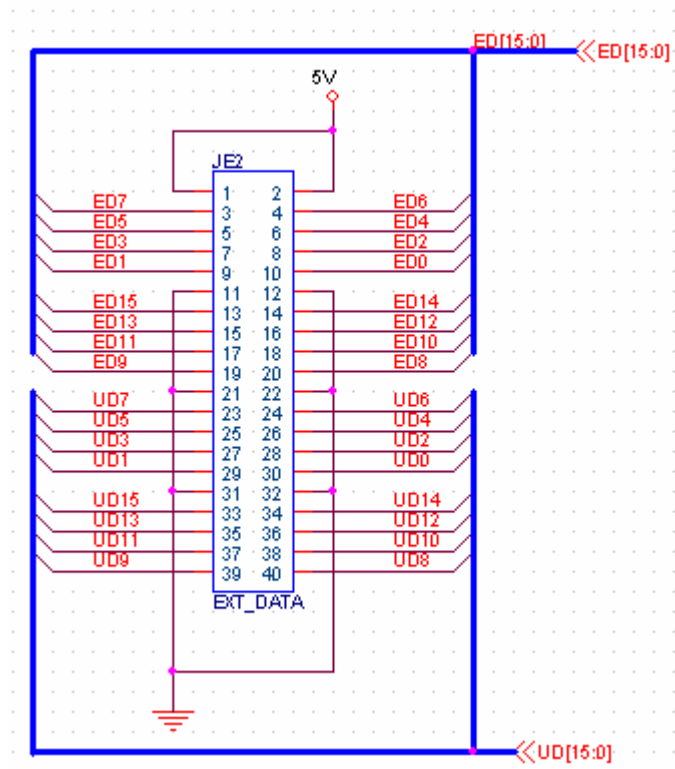 ED[15:0]
ED[15:0]
5V
JE2
1 2
ED7 ED6
3 4
ED5 ED4
5 6
ED3 ED2
7 8
ED1 ED0
9 10
11 12
ED15 ED14
13 14
ED13 ED12
15 16
ED11 ED10
17 18
ED9 ED8
19 20
21 22
UD7 UD6
23 24
UD5 UD4
25 26
UD3 UD2
27 28
UD1 UD0
29 30
31 32
UD15 UD14
33 34
UD13 UD12
35 36
UD11 UD10
37 38
UD9 UD8
39 40
EXT_DATA
UD[15:0]